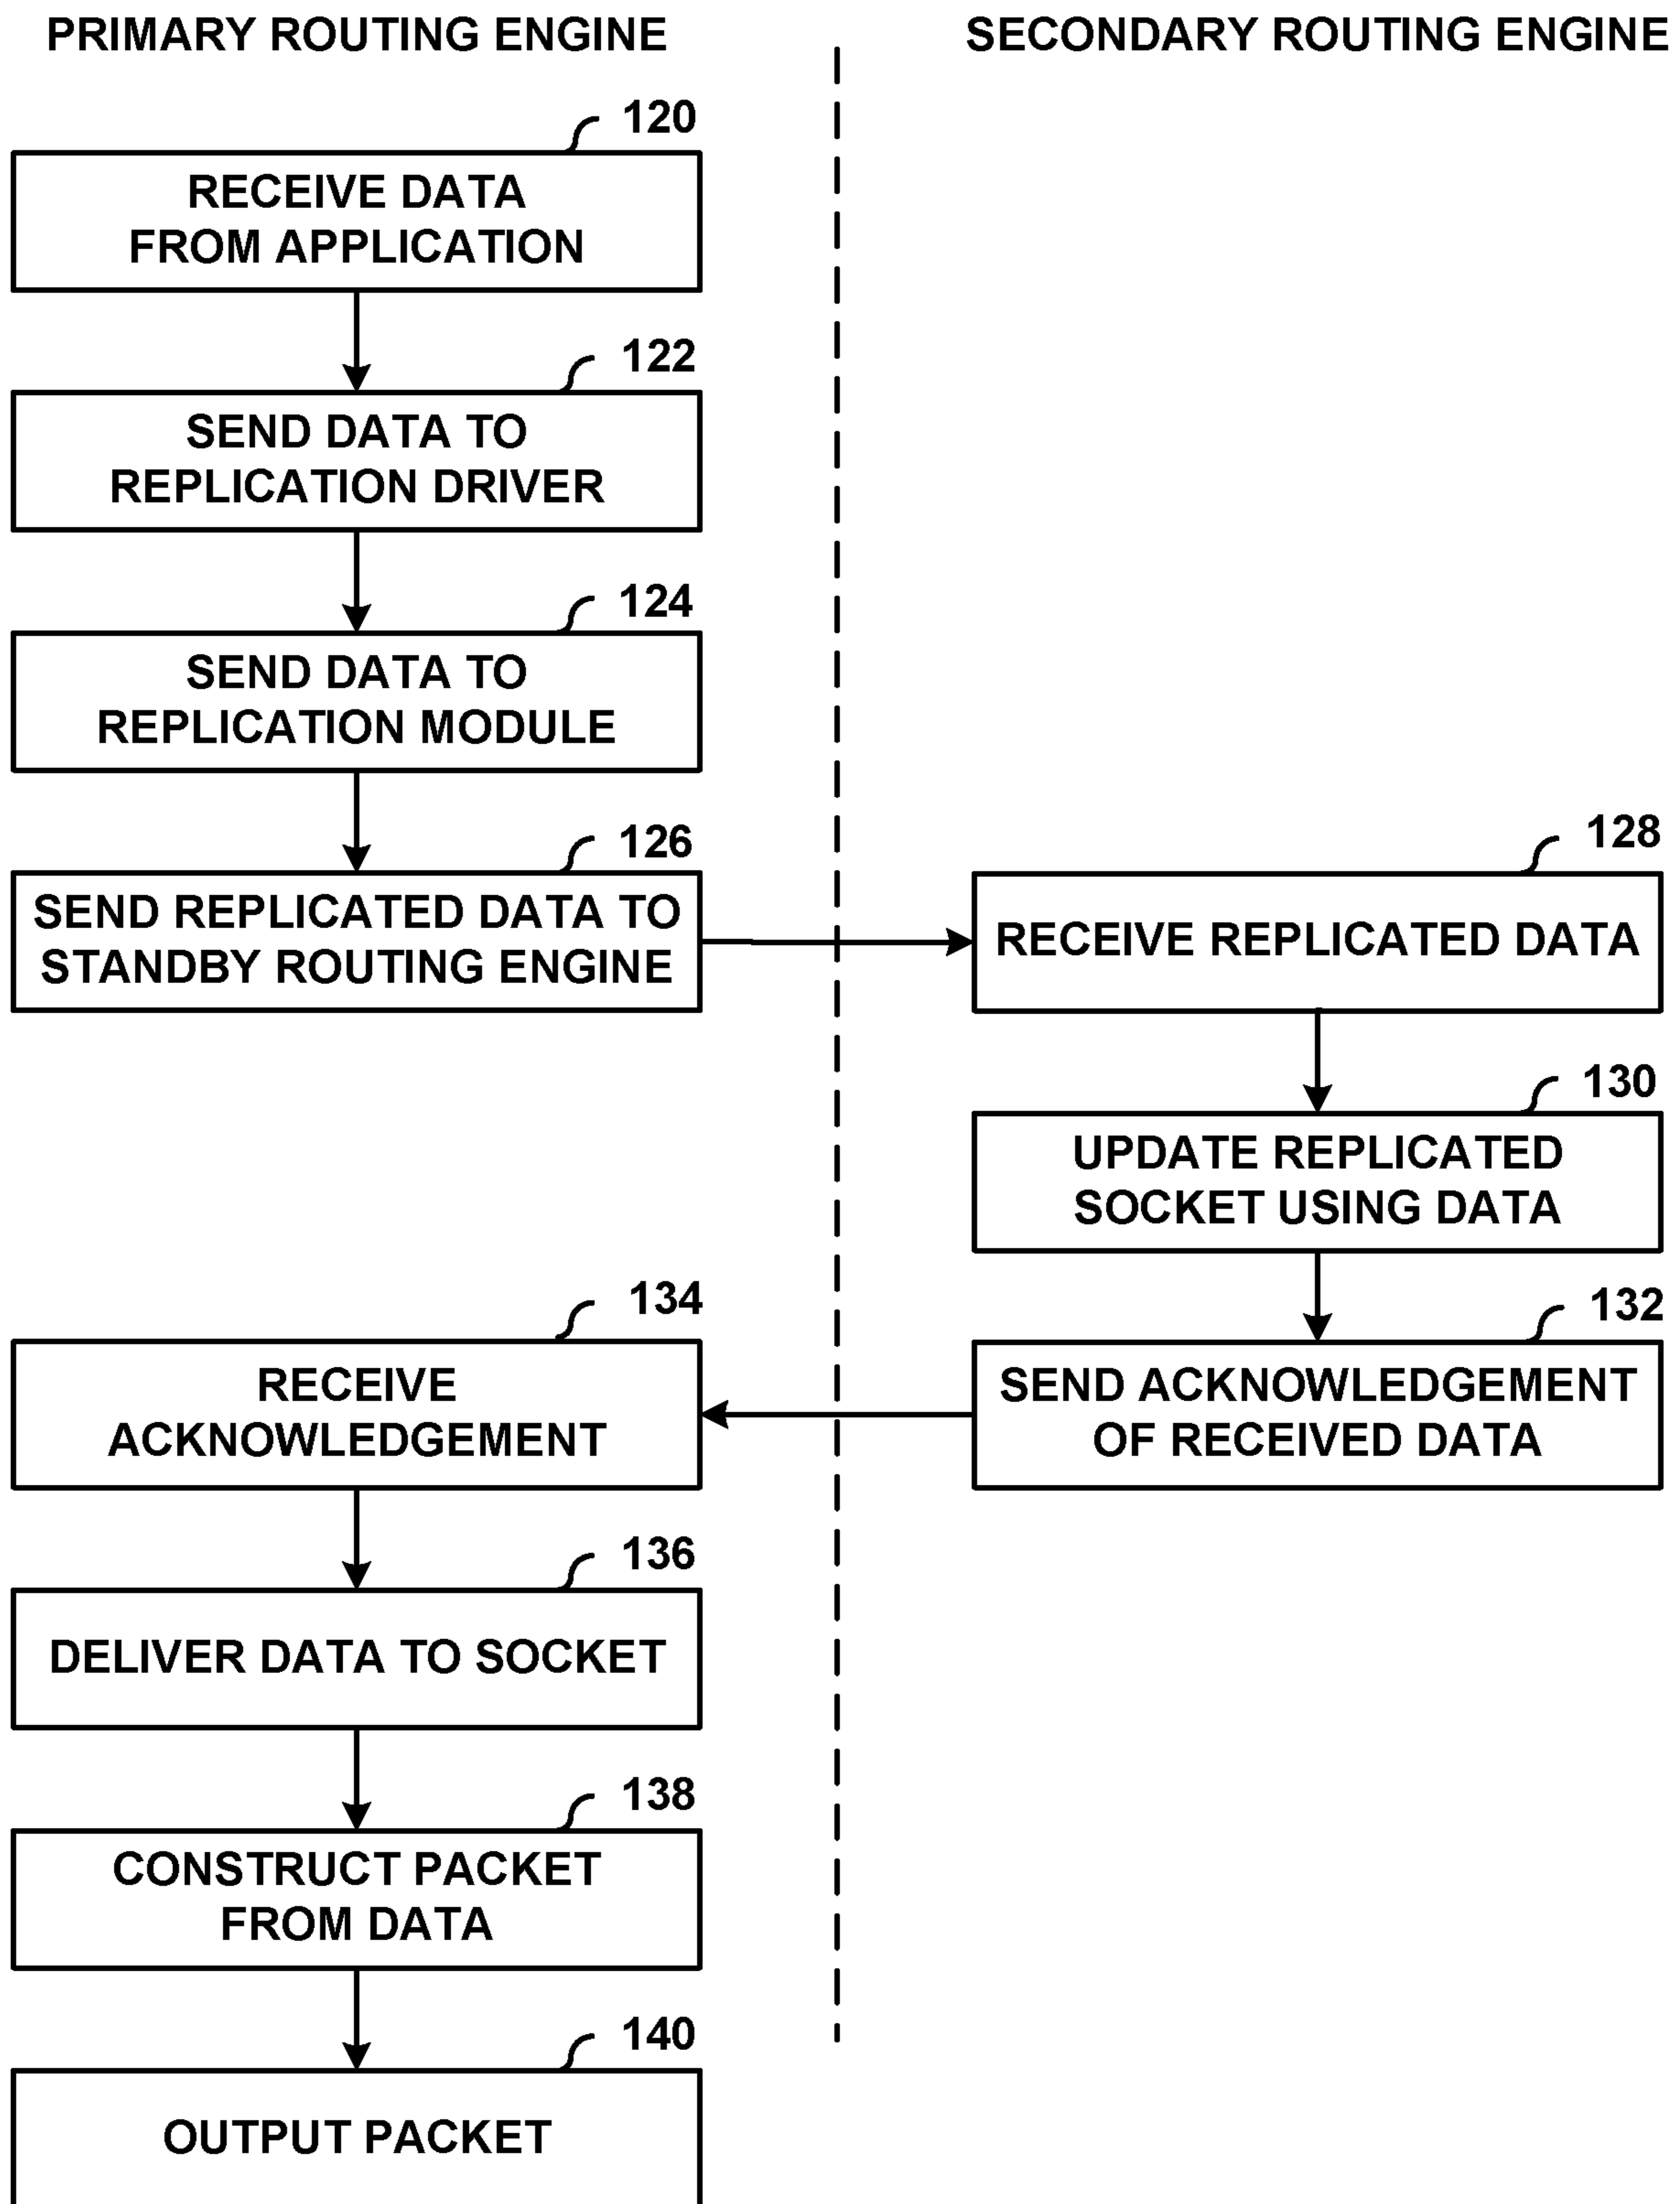 PRIMARY ROUTING ENGINE
SECONDARY ROUTING ENGINE
120
RECEIVE DATA
FROM APPLICATION
122
SEND DATA TO
REPLICATION DRIVER
124
SEND DATA TO
REPLICATION MODULE
126
SEND REPLICATED DATA TO
STANDBY ROUTING ENGINE
128
RECEIVE REPLICATED DATA
130
UPDATE REPLICATED
SOCKET USING DATA
132
SEND ACKNOWLEDGEMENT
OF RECEIVED DATA
134
RECEIVE
ACKNOWLEDGEMENT
136
DELIVER DATA TO SOCKET
138
CONSTRUCT PACKET
FROM DATA
140
OUTPUT PACKET